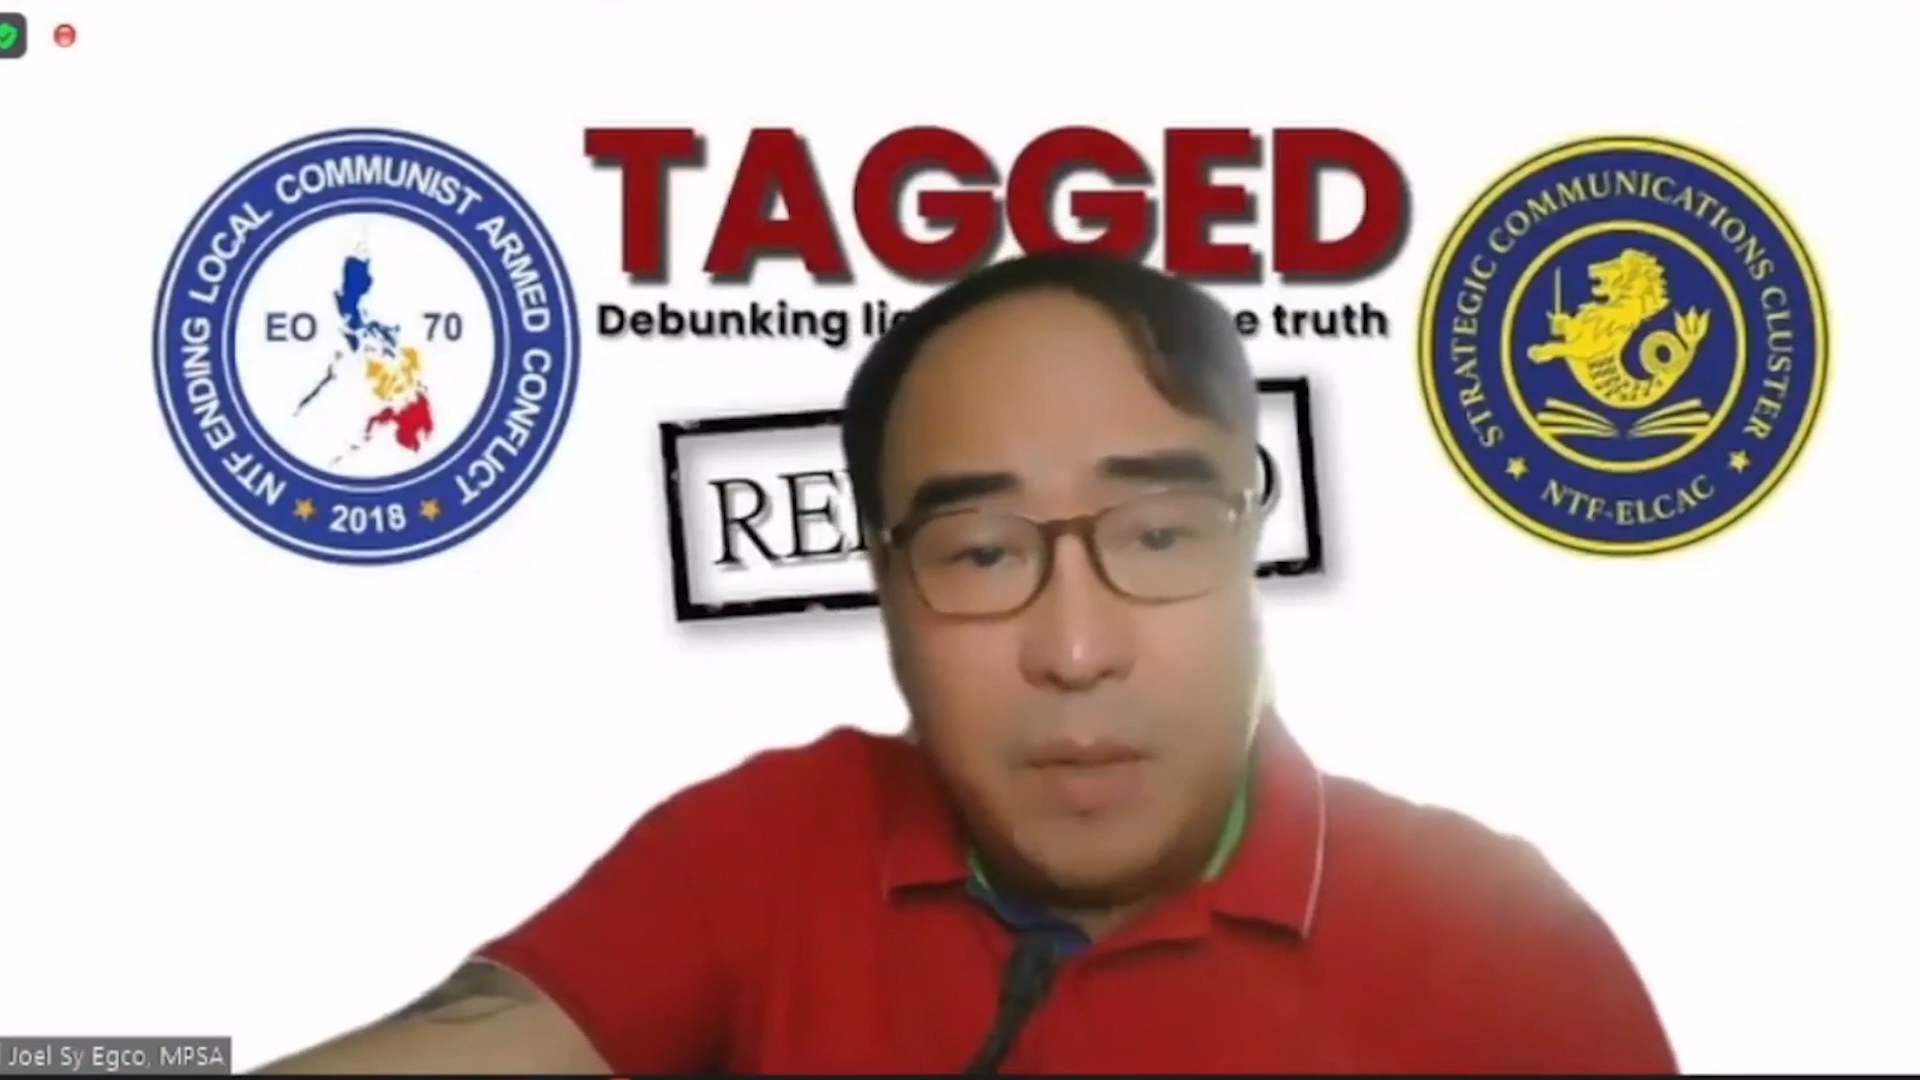 NTF ENDING LOCAL COMMUNIST ARMED CONFLICT
EO 70
2018
TAGGED
Debunking e truth
STRATEGIC COMMUNICATIONS CLUSTER
NTF-ELCAC
Joel Sy Egco, MPSA